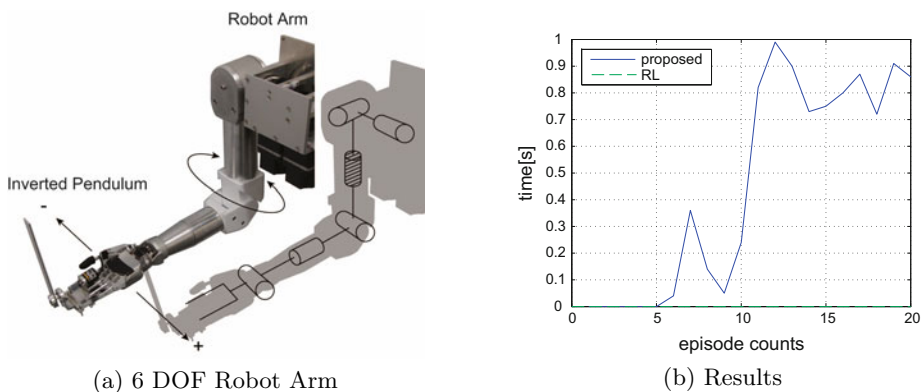 Robot Arm
Inverted Pendulum
-
+
(a) 6 DOF Robot Arm
1
0.9
0.8
0.7
0.6
0.5
0.4
0.3
0.2
0.1
0
time[s]
proposed
RL
0 5 10 15 20
episode counts
(b) Results